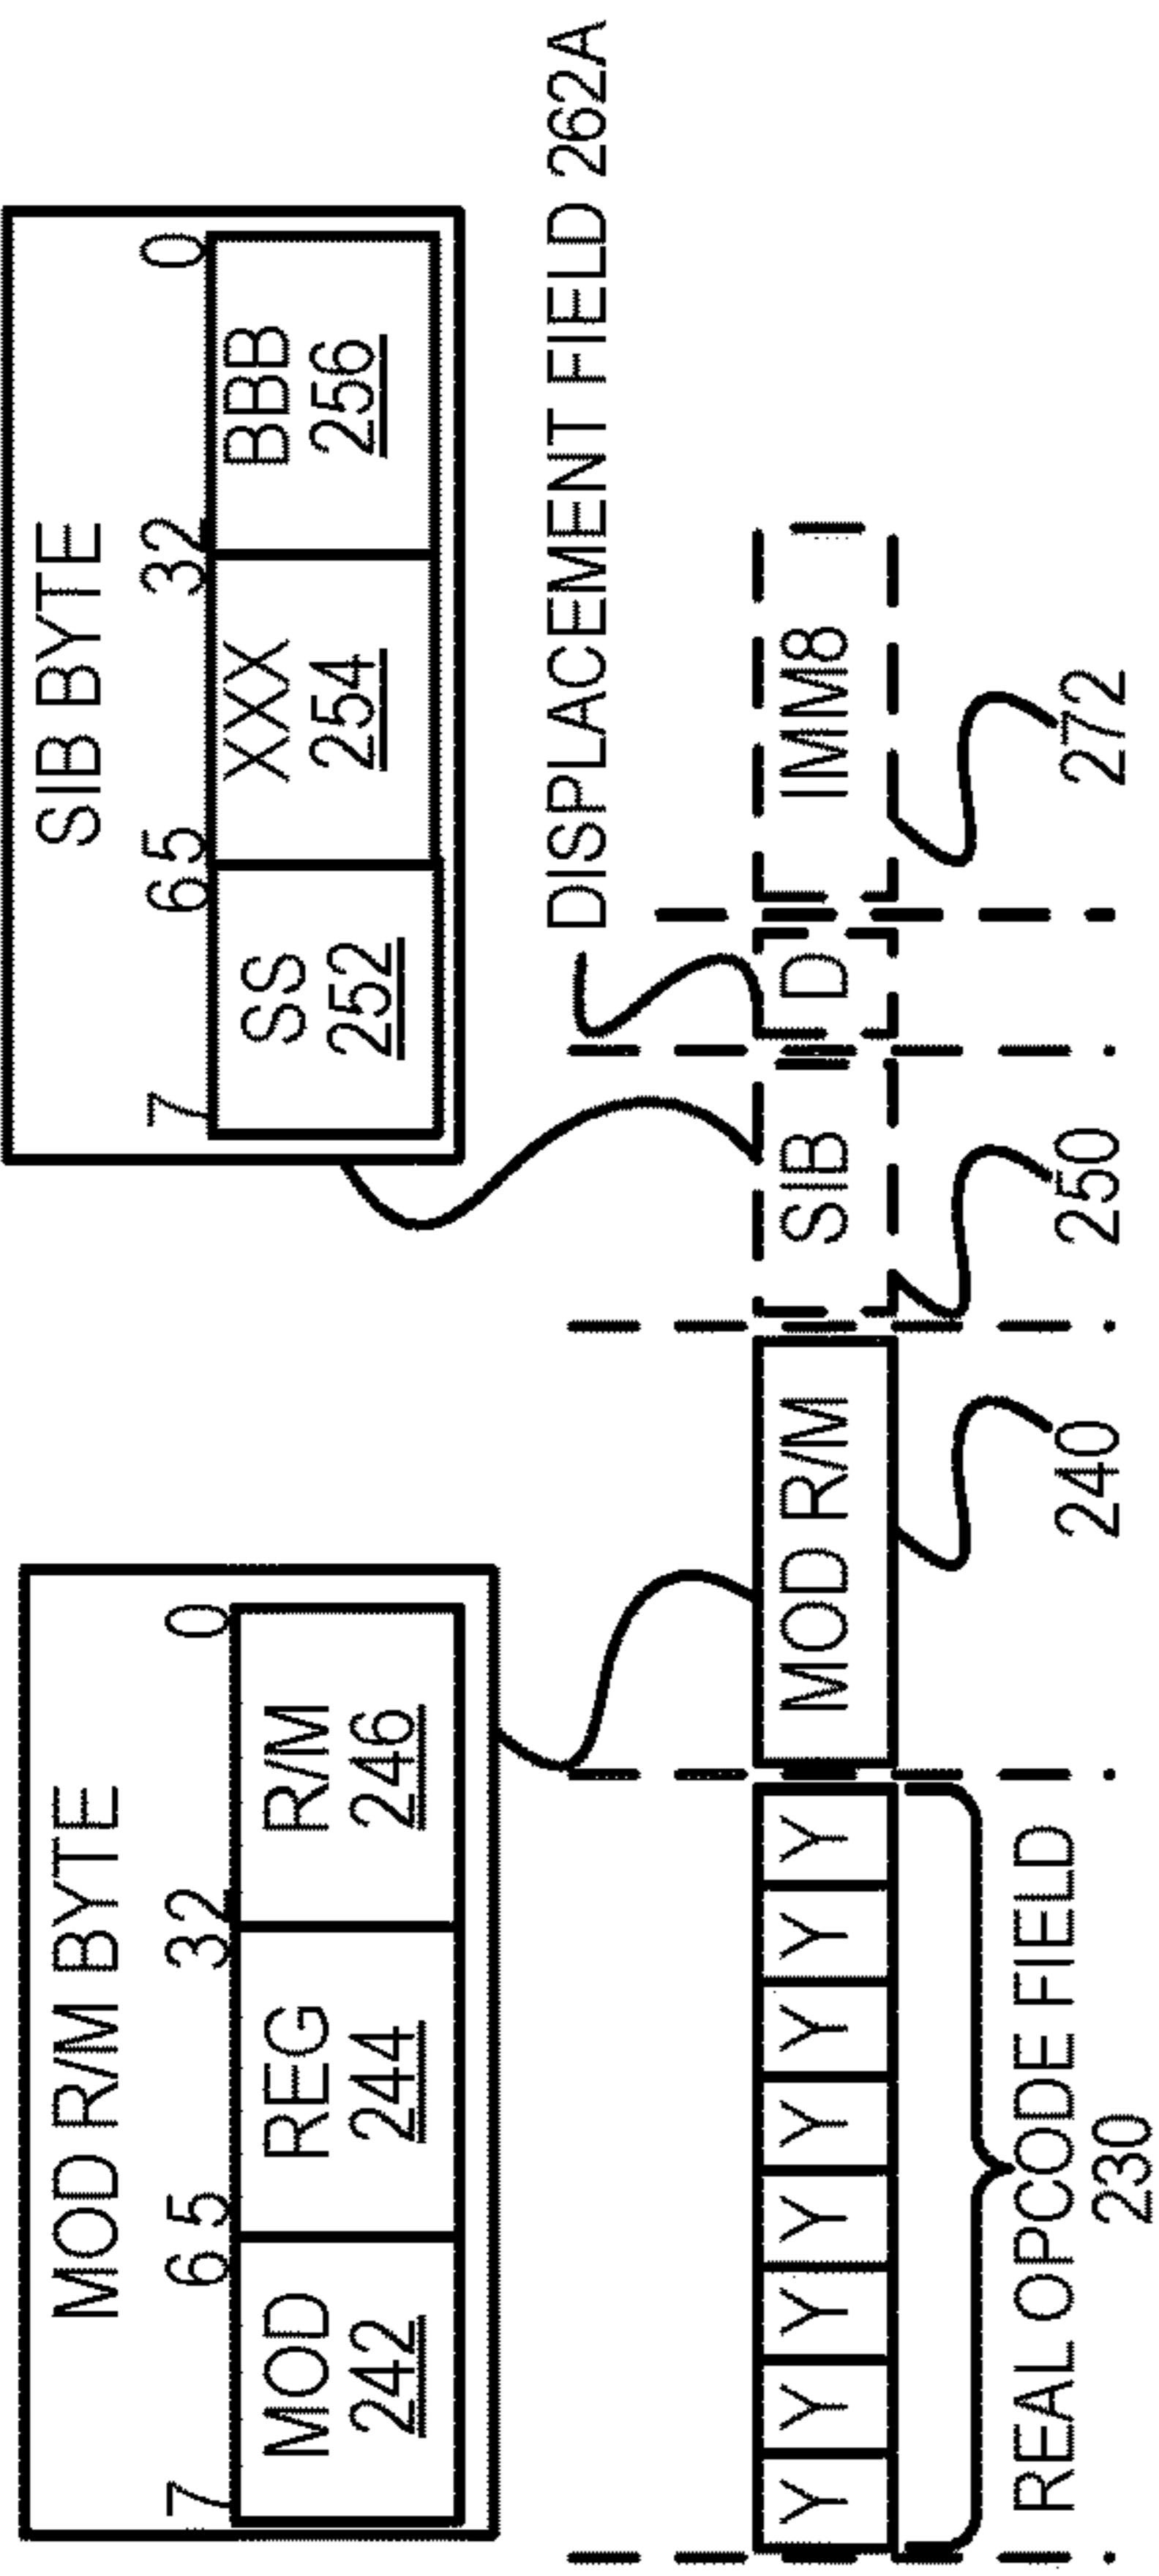 MOD R/M BYTE
7 6 5 3 2 0
MOD REG R/M
242 244 246
SIB BYTE
7 6 5 3 2 0
SS XXX BBB
252 254 256
DISPLACEMENT FIELD 262A
Y Y Y Y Y Y Y Y MOD R/M SIB D IMM8
REAL OPCODE FIELD
230
240 250 272